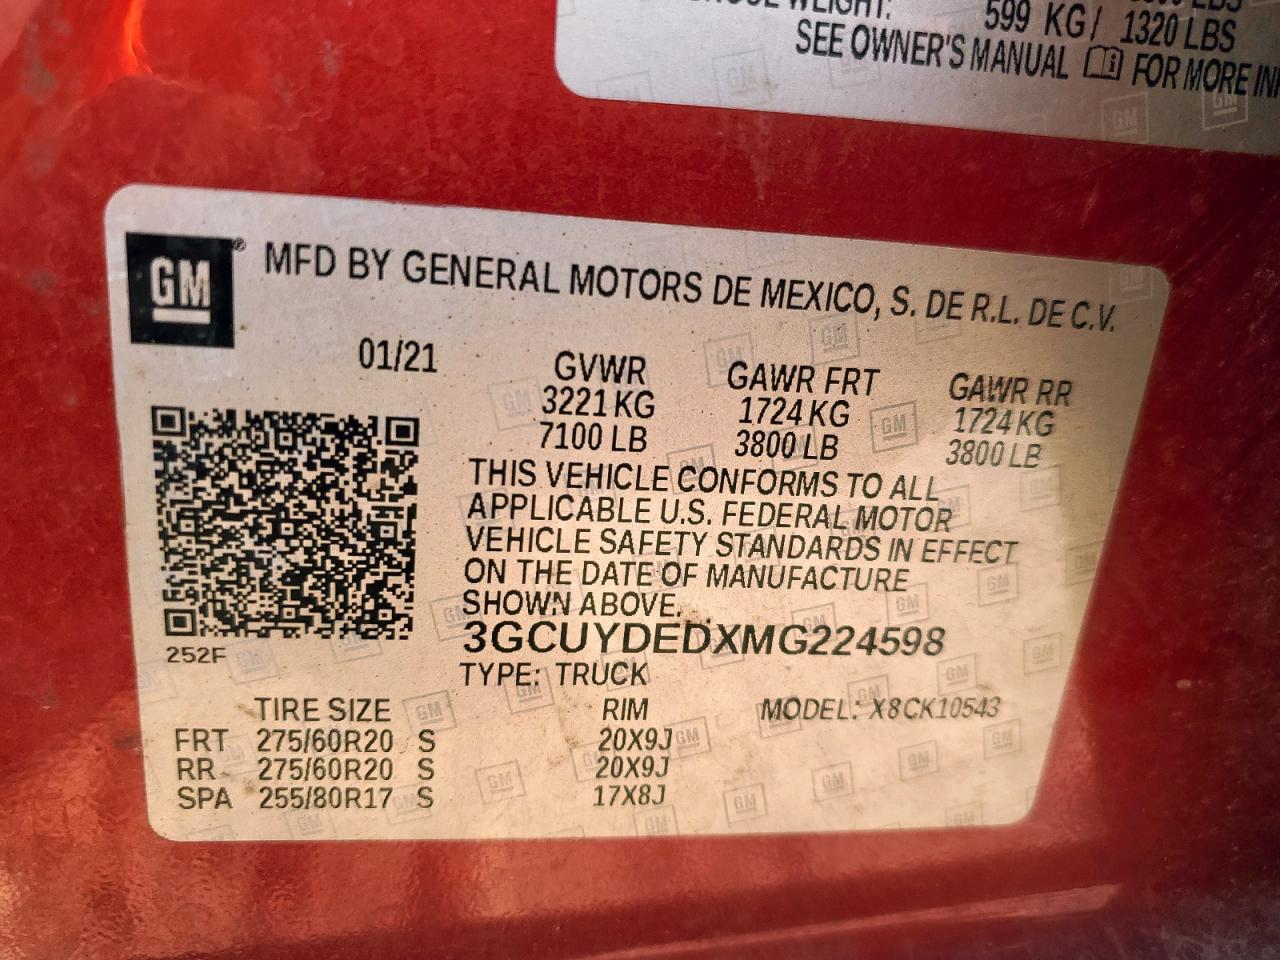 599 KG / 1320 LBS
SEE OWNER'S MANUAL FOR MORE
GM ® MFD BY GENERAL MOTORS DE MEXICO, S. DE R.L. DE C.V.
01/21
GVWR GAWR FRT GAWR RR
3221 KG 1724 KG 1724 KG
7100 LB 3800 LB 3800 LB
THIS VEHICLE CONFORMS TO ALL
APPLICABLE U.S. FEDERAL MOTOR
VEHICLE SAFETY STANDARDS IN EFFECT
ON THE DATE OF MANUFACTURE
SHOWN ABOVE.
3GCUYDEDXMG224598
252F
TYPE: TRUCK
TIRE SIZE RIM MODEL: X8CK10543
FRT 275/60R20 S 20X9J
RR 275/60R20 S 20X9J
SPA 255/80R17 S 17X8J